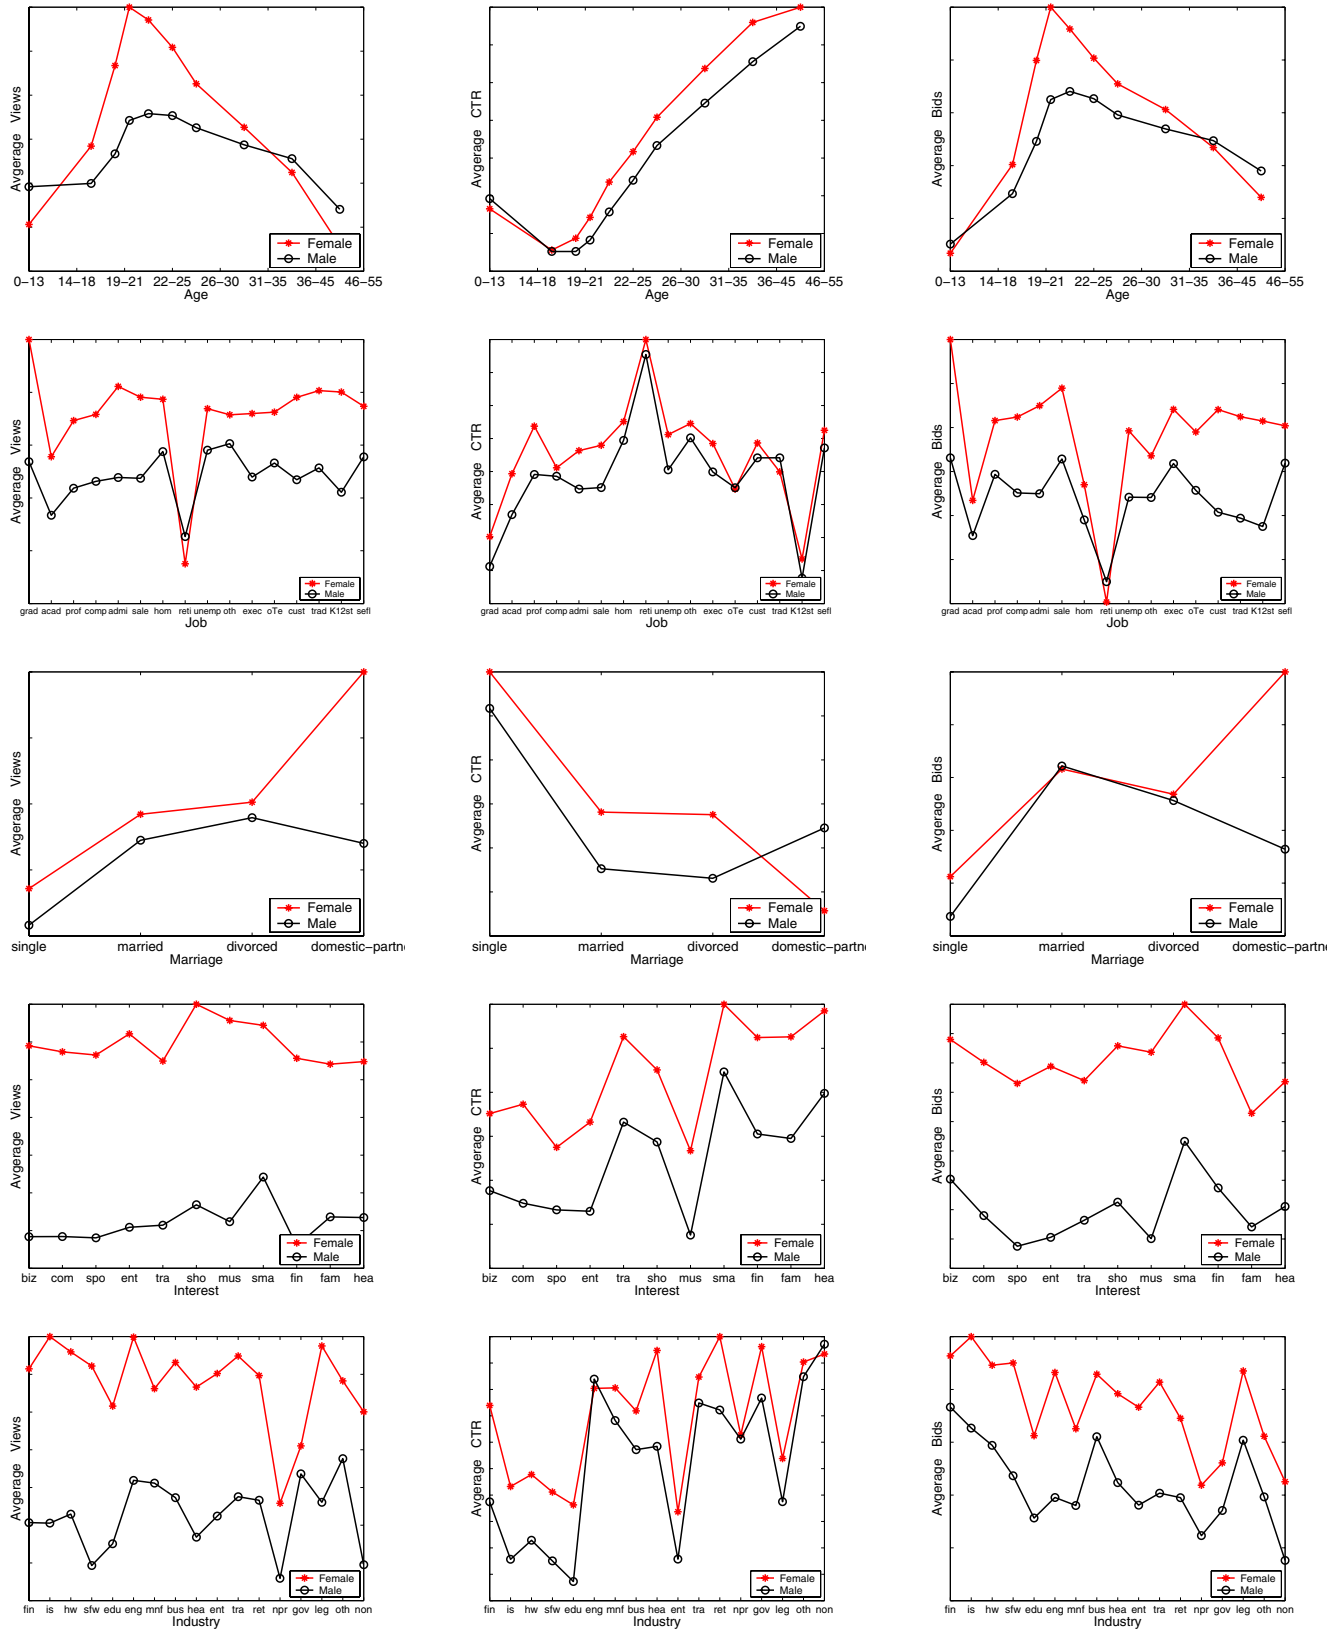 Avgerage Views
Female
Male
0–13 14–18 19–21 22–25 26–30 31–35 36–45 46–55
Age
Avgerage CTR
Female
Male
0–13 14–18 19–21 22–25 26–30 31–35 36–45 46–55
Age
Avgerage Bids
Female
Male
0–13 14–18 19–21 22–25 26–30 31–35 36–45 46–55
Age
Avgerage Views
Female
Male
grad acad prof comp admi sale hom reti unemp oth exec oTe cust trad K12st sefl
Job
Avgerage CTR
Female
Male
grad acad prof comp admi sale hom reti unemp oth exec oTe cust trad K12st sefl
Job
Avgerage Bids
Female
Male
grad acad prof comp admi sale hom reti unemp oth exec oTe cust trad K12st sefl
Job
Avgerage Views
Female
Male
single married divorced domestic–partne
Marriage
Avgerage CTR
Female
Male
single married divorced domestic–partne
Marriage
Avgerage Bids
Female
Male
single married divorced domestic–partne
Marriage
Avgerage Views
Female
Male
biz com spo ent tra sho mus sma fin fam hea
Interest
Avgerage CTR
Female
Male
biz com spo ent tra sho mus sma fin fam hea
Interest
Avgerage Bids
Female
Male
biz com spo ent tra sho mus sma fin fam hea
Interest
Avgerage Views
Female
Male
fin is hw sfw edu eng mnf bus hea ent tra ret npr gov leg oth non
Industry
Avgerage CTR
Female
Male
fin is hw sfw edu eng mnf bus hea ent tra ret npr gov leg oth non
Industry
Avgerage Bids
Female
Male
fin is hw sfw edu eng mnf bus hea ent tra ret npr gov leg oth non
Industry